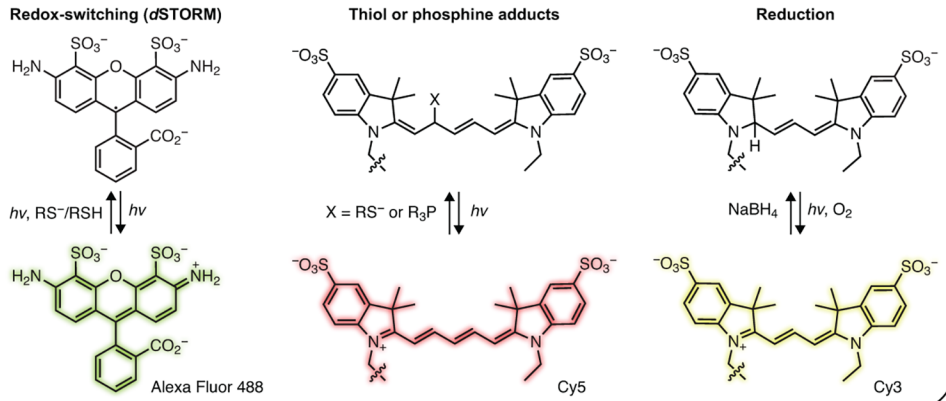 Redox-switching (dSTORM)
Thiol or phosphine adducts
Reduction
SO₃⁻ SO₃⁻
H₂N O NH₂
CO₂⁻
⁻O₃S SO₃⁻
X
N N
⁻O₃S SO₃⁻
N H N
hν, RS⁻/RSH hν
X = RS⁻ or R₃P hν
NaBH₄ hν, O₂
SO₃⁻ SO₃⁻
H₂N O NH₂
+
CO₂⁻
Alexa Fluor 488
⁻O₃S SO₃⁻
N+ N
Cy5
⁻O₃S SO₃⁻
N+ N
Cy3